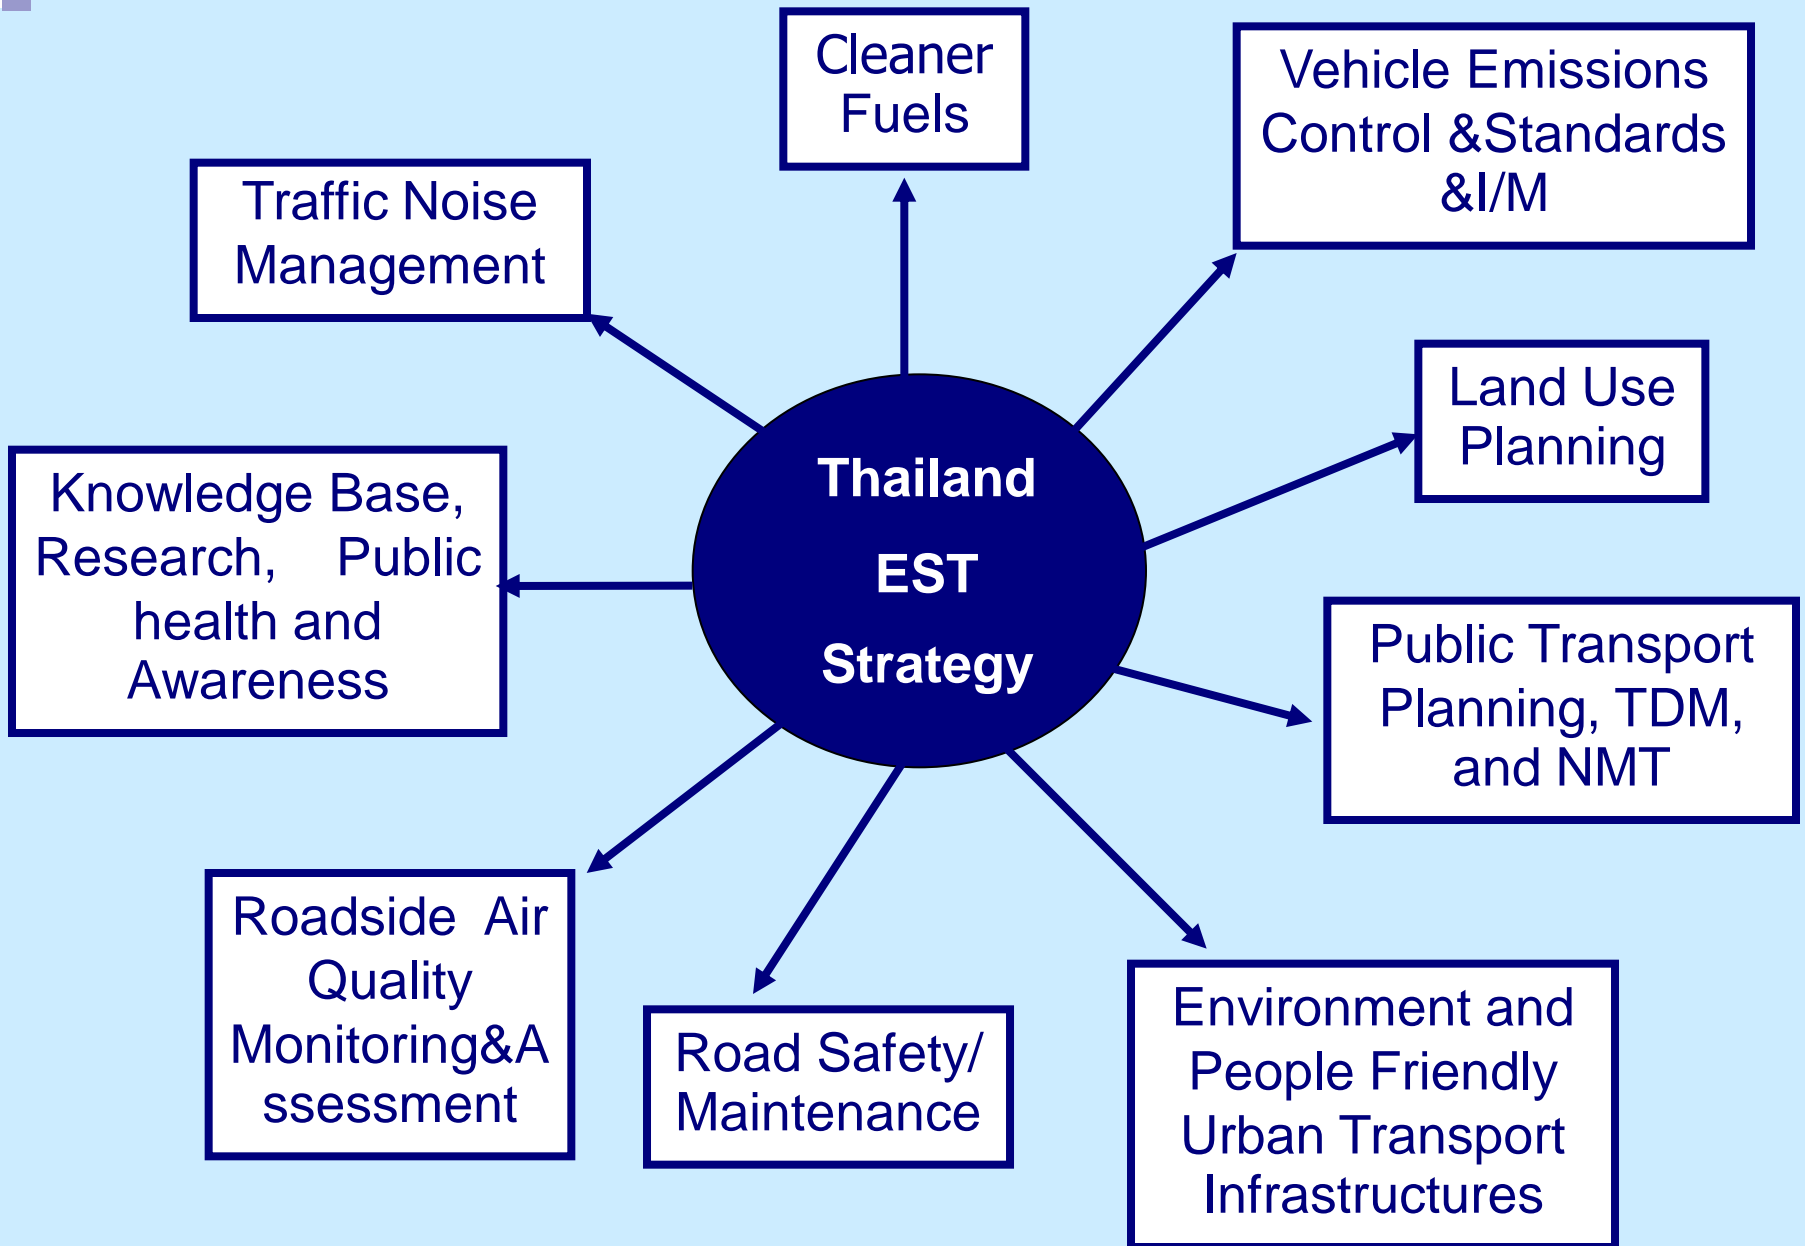 Cleaner
Fuels
Vehicle Emissions
Control &Standards
&I/M
Traffic Noise
Management
Land Use
Planning
Thailand
EST
Strategy
Knowledge Base,
Research, Public
health and
Awareness
Public Transport
Planning, TDM,
and NMT
Roadside Air
Quality
Monitoring&A
ssessment
Road Safety/
Maintenance
Environment and
People Friendly
Urban Transport
Infrastructures